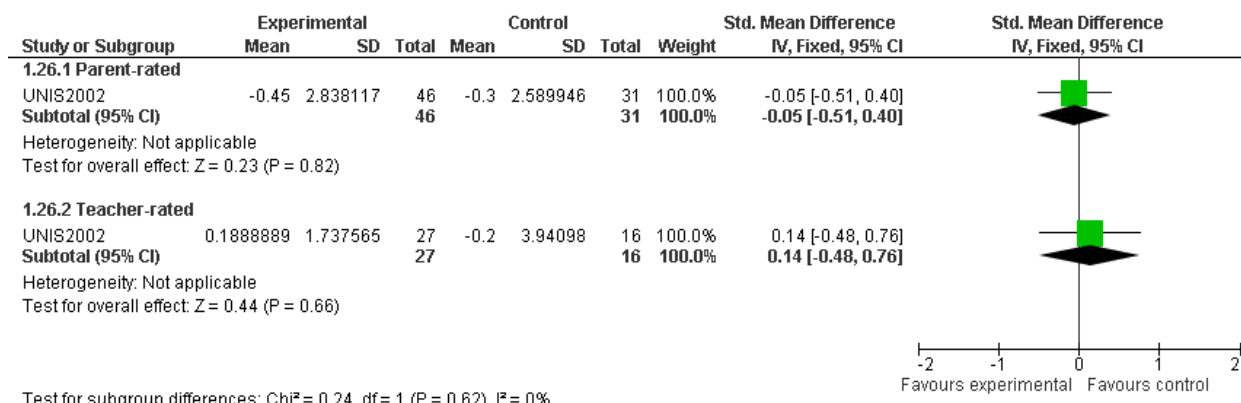 Experimental Control Std. Mean Difference Std. Mean Difference
Study or Subgroup Mean SD Total Mean SD Total Weight IV, Fixed, 95% CI IV, Fixed, 95% CI
1.26.1 Parent-rated
UNIS2002 -0.45 2.838117 46 -0.3 2.589946 31 100.0% -0.05 [-0.51, 0.40]
Subtotal (95% CI) 46 31 100.0% -0.05 [-0.51, 0.40]
Heterogeneity: Not applicable
Test for overall effect: Z = 0.23 (P = 0.82)
1.26.2 Teacher-rated
UNIS2002 0.1888889 1.737565 27 -0.2 3.94098 16 100.0% 0.14 [-0.48, 0.76]
Subtotal (95% CI) 27 16 100.0% 0.14 [-0.48, 0.76]
Heterogeneity: Not applicable
Test for overall effect: Z = 0.44 (P = 0.66)
-2 -1 0 1 2
Favours experimental Favours control
Test for subgroup differences: Chi² = 0.24, df = 1 (P = 0.62), I² = 0%